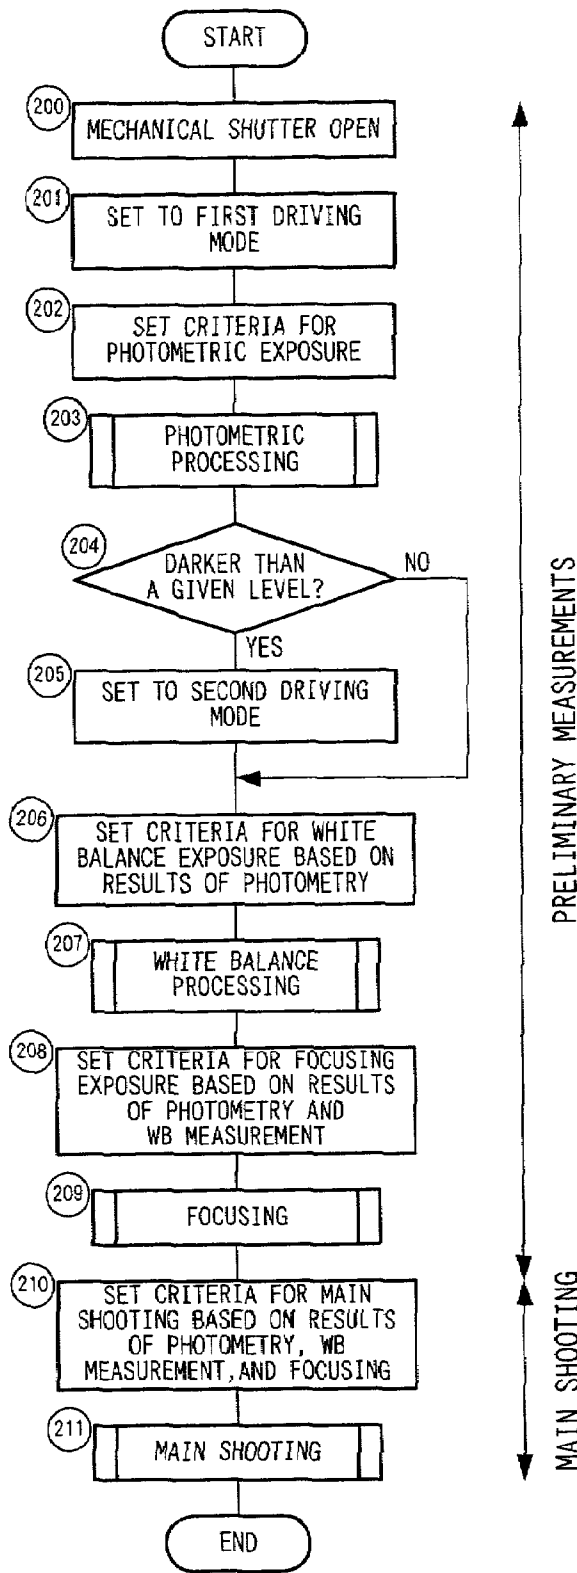 START
200
MECHANICAL SHUTTER OPEN
201
SET TO FIRST DRIVING
MODE
202
SET CRITERIA FOR
PHOTOMETRIC EXPOSURE
203
PHOTOMETRIC
PROCESSING
204
DARKER THAN
A GIVEN LEVEL?
NO
YES
205
SET TO SECOND DRIVING
MODE
206
SET CRITERIA FOR WHITE
BALANCE EXPOSURE BASED ON
RESULTS OF PHOTOMETRY
207
WHITE BALANCE
PROCESSING
208
SET CRITERIA FOR FOCUSING
EXPOSURE BASED ON RESULTS
OF PHOTOMETRY AND
WB MEASUREMENT
209
FOCUSING
210
SET CRITERIA FOR MAIN
SHOOTING BASED ON RESULTS
OF PHOTOMETRY, WB
MEASUREMENT,AND FOCUSING
211
MAIN SHOOTING
END
PRELIMINARY MEASUREMENTS
MAIN SHOOTING